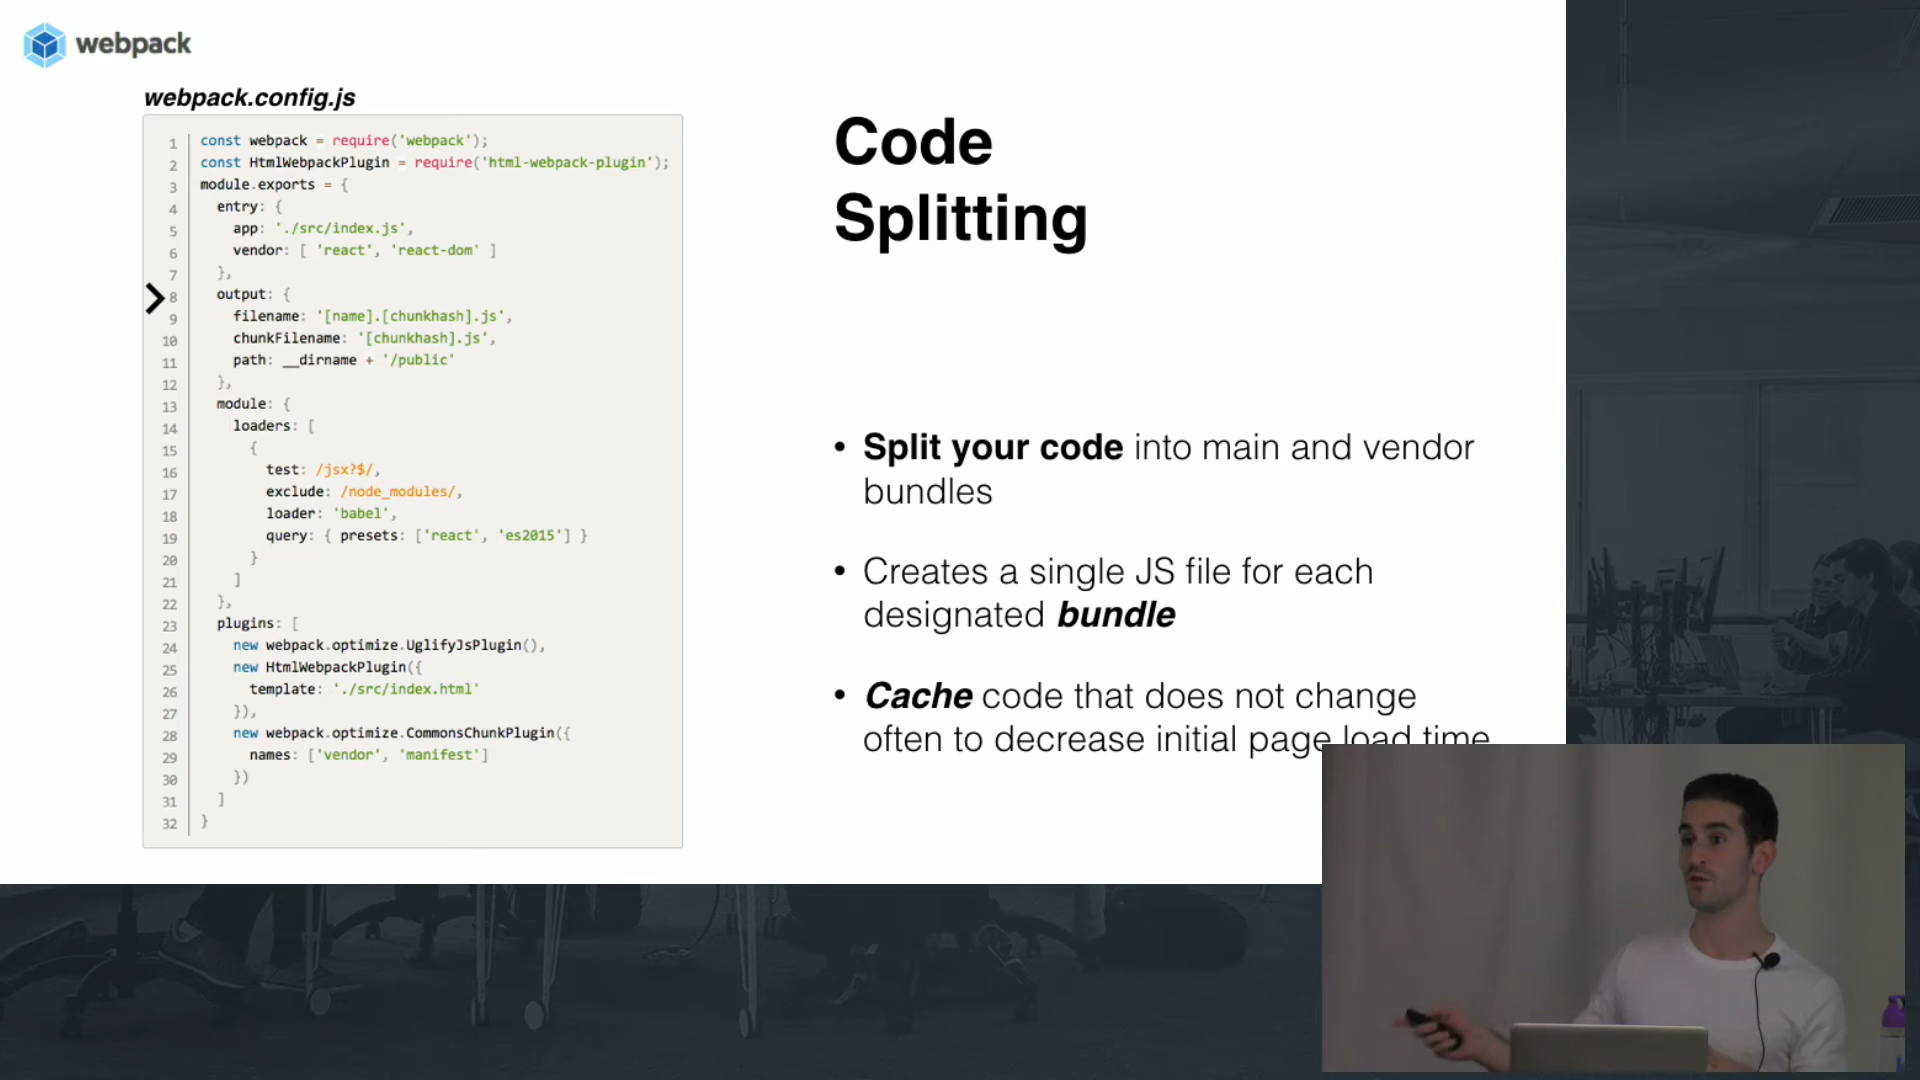 webpack
webpack.config.js
1 const webpack = require('webpack');
2 const HtmlWebpackPlugin = require('html-webpack-plugin');
3 module.exports = {
4 entry: {
5 app: './src/index.js',
6 vendor: [ 'react', 'react-dom' ]
7 },
8 output: {
9 filename: '[name].[chunkhash].js',
10 chunkFilename: '[chunkhash].js',
11 path: __dirname + '/public'
12 },
13 module: {
14 loaders: [
15 {
16 test: /jsx?$/,
17 exclude: /node_modules/,
18 loader: 'babel',
19 query: { presets: ['react', 'es2015'] }
20 }
21 ]
22 },
23 plugins: [
24 new webpack.optimize.UglifyJsPlugin(),
25 new HtmlWebpackPlugin({
26 template: './src/index.html'
27 }),
28 new webpack.optimize.CommonsChunkPlugin({
29 names: ['vendor', 'manifest']
30 })
31 ]
32 }
Code
Splitting
• Split your code into main and vendor
bundles
• Creates a single JS file for each
designated bundle
• Cache code that does not change
often to decrease initial page load time